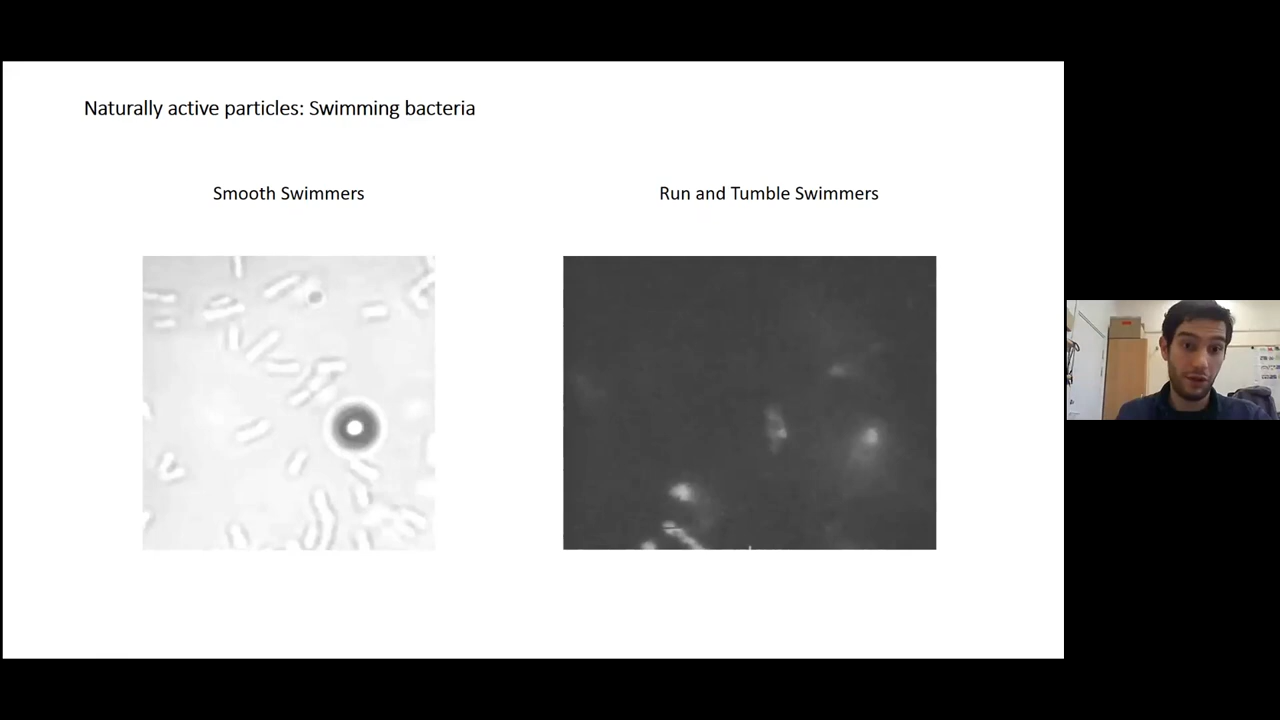 Naturally active particles: Swimming bacteria
Smooth Swimmers
Run and Tumble Swimmers